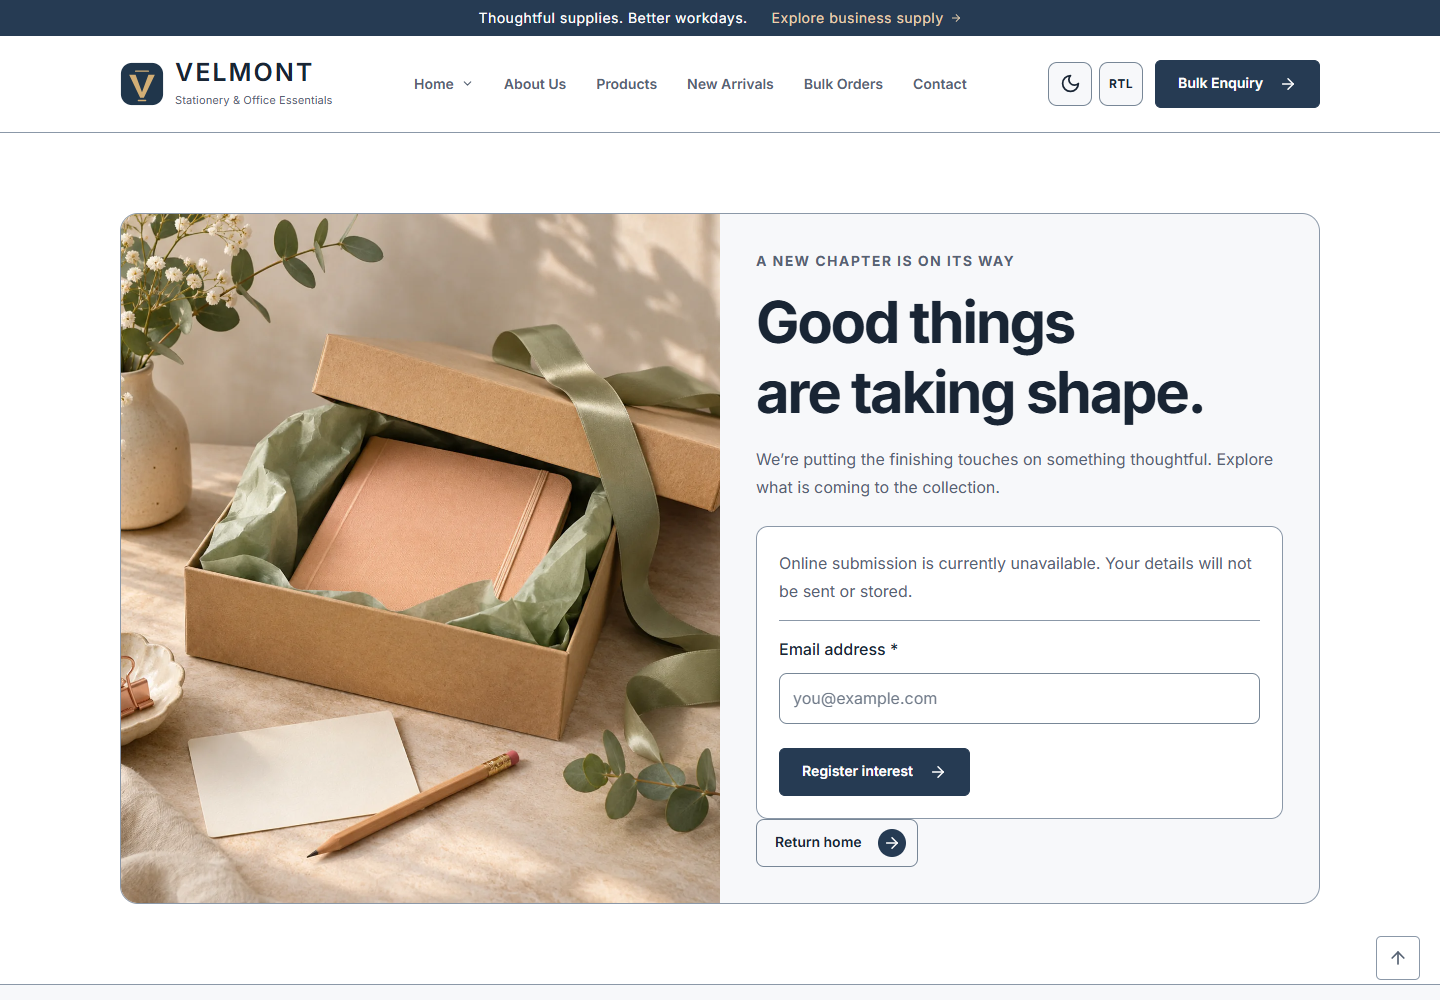 Thoughtful supplies. Better workdays. Explore business supply
VELMONT
Stationery & Office Essentials
Home About Us Products New Arrivals Bulk Orders Contact
RTL
Bulk Enquiry
A NEW CHAPTER IS ON ITS WAY
Good things
are taking shape.
We’re putting the finishing touches on something thoughtful. Explore
what is coming to the collection.
Online submission is currently unavailable. Your details will not
be sent or stored.
Email address *
you@example.com
Register interest
Return home